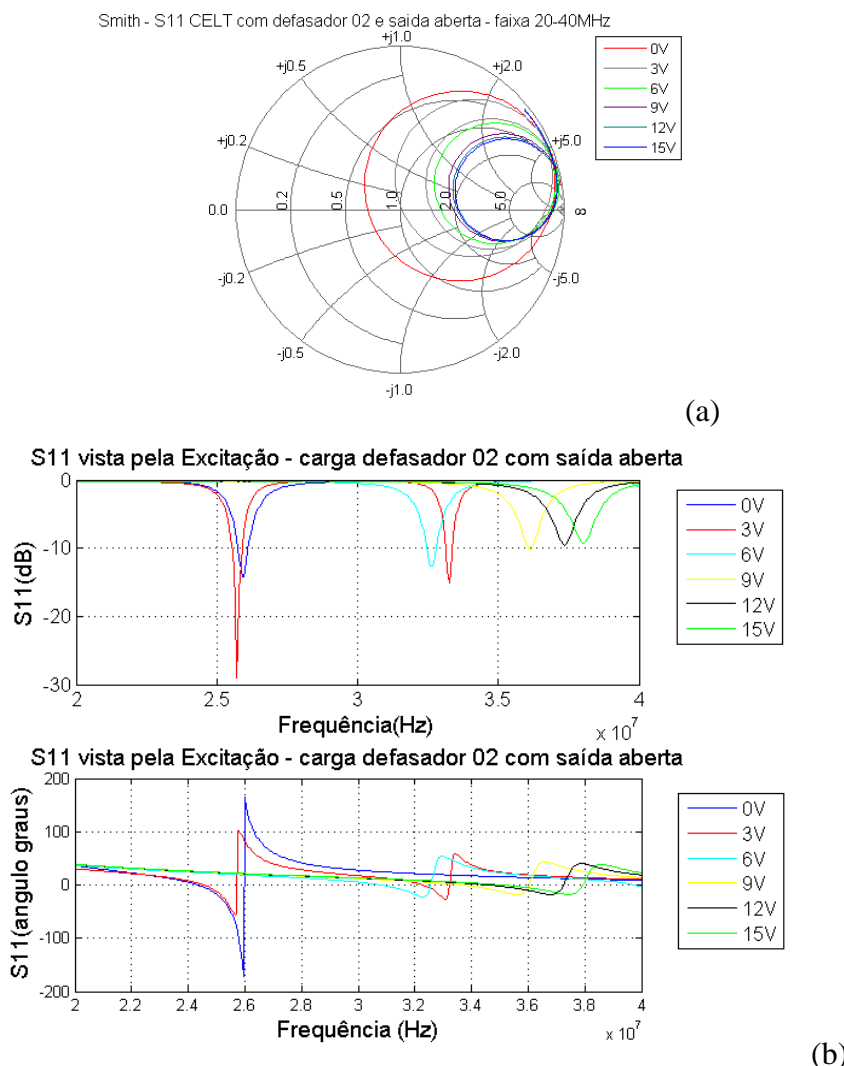 Smith - S11 CELT com defasador 02 e saida aberta - faixa 20-40MHz
+j1.0
+j0.5
+j2.0
+j0.2
+j5.0
0.0
0.2
0.5
1.0
2.0
5.0
∞
-j0.2
-j5.0
-j0.5
-j2.0
-j1.0
0V
3V
6V
9V
12V
15V
(a)
S11 vista pela Excitação - carga defasador 02 com saída aberta
S11(dB)
0
-10
-20
-30
2
2.5
3
3.5
4
Frequência(Hz)
x 10^7
0V
3V
6V
9V
12V
15V
S11 vista pela Excitação - carga defasador 02 com saída aberta
S11(angulo graus)
200
100
0
-100
-200
2
2.2
2.4
2.6
2.8
3
3.2
3.4
3.6
3.8
4
Frequência (Hz)
x 10^7
0V
3V
6V
9V
12V
15V
(b)